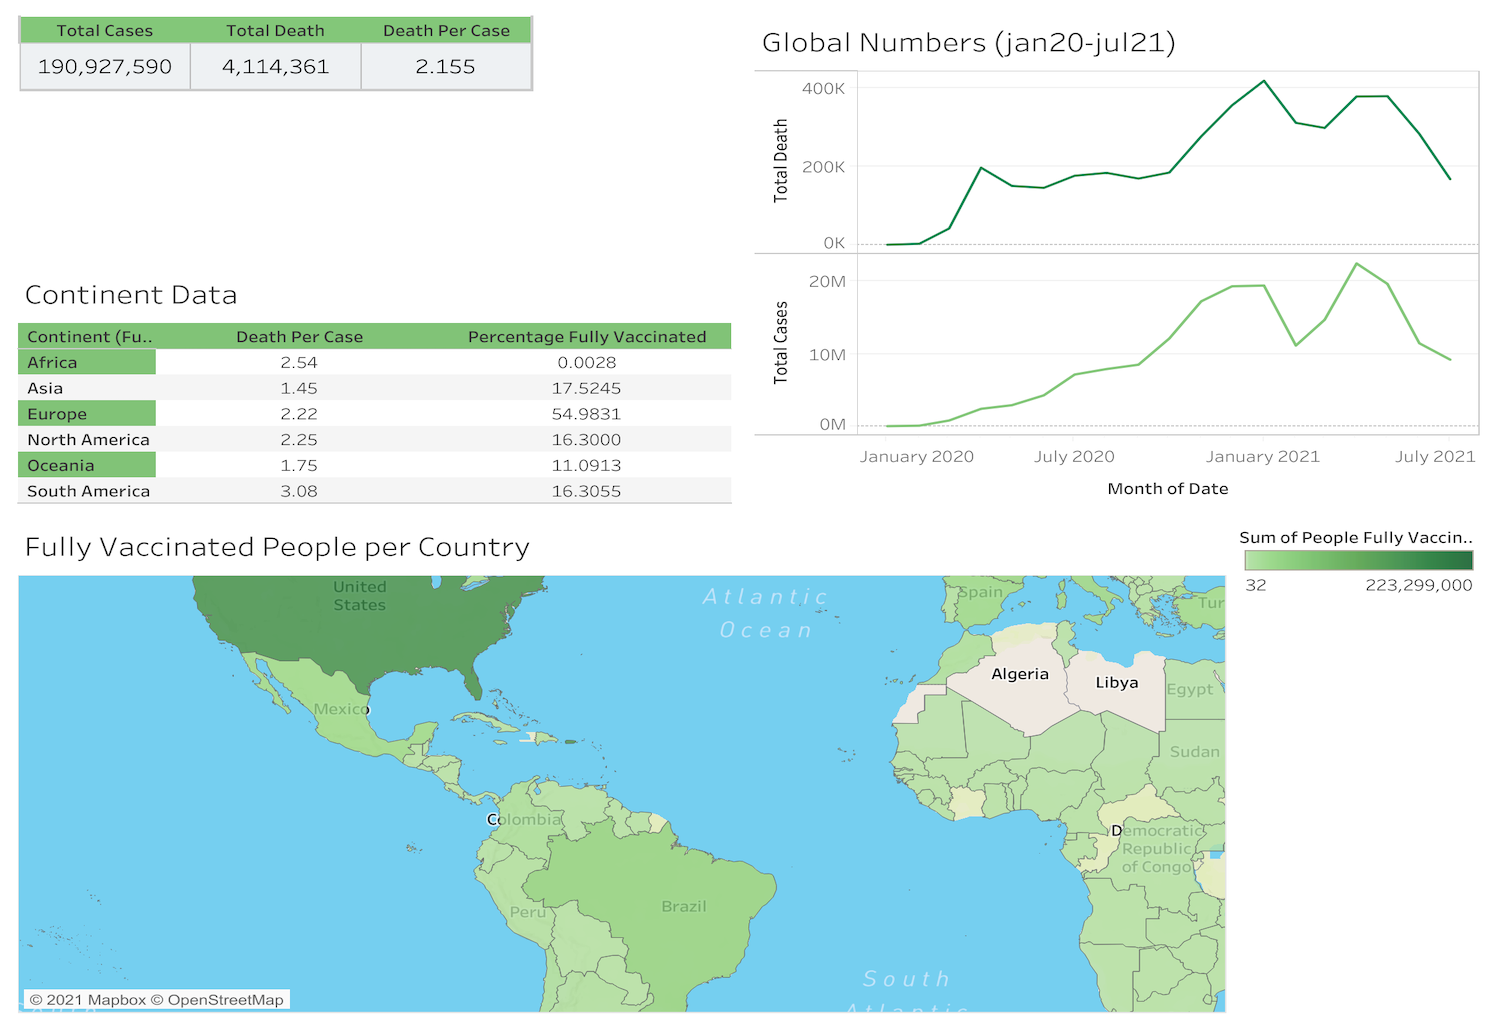 Total Cases Total Death Death Per Case
190,927,590 4,114,361 2.155
Global Numbers (jan20-jul21)
Total Death
400K
200K
0K
Total Cases
20M
10M
0M
January 2020 July 2020 January 2021 July 2021
Month of Date
Continent Data
Continent (Fu.. Death Per Case Percentage Fully Vaccinated
Africa 2.54 0.0028
Asia 1.45 17.5245
Europe 2.22 54.9831
North America 2.25 16.3000
Oceania 1.75 11.0913
South America 3.08 16.3055
Fully Vaccinated People per Country
Sum of People Fully Vaccin..
32 223,299,000
United
States
Atlantic
Ocean
Spain
Tur
Algeria
Libya
Egypt
Mexico
Sudan
Colombia
Democratic
Republic
of Congo
Peru
Brazil
South
Atlantic
© 2021 Mapbox © OpenStreetMap